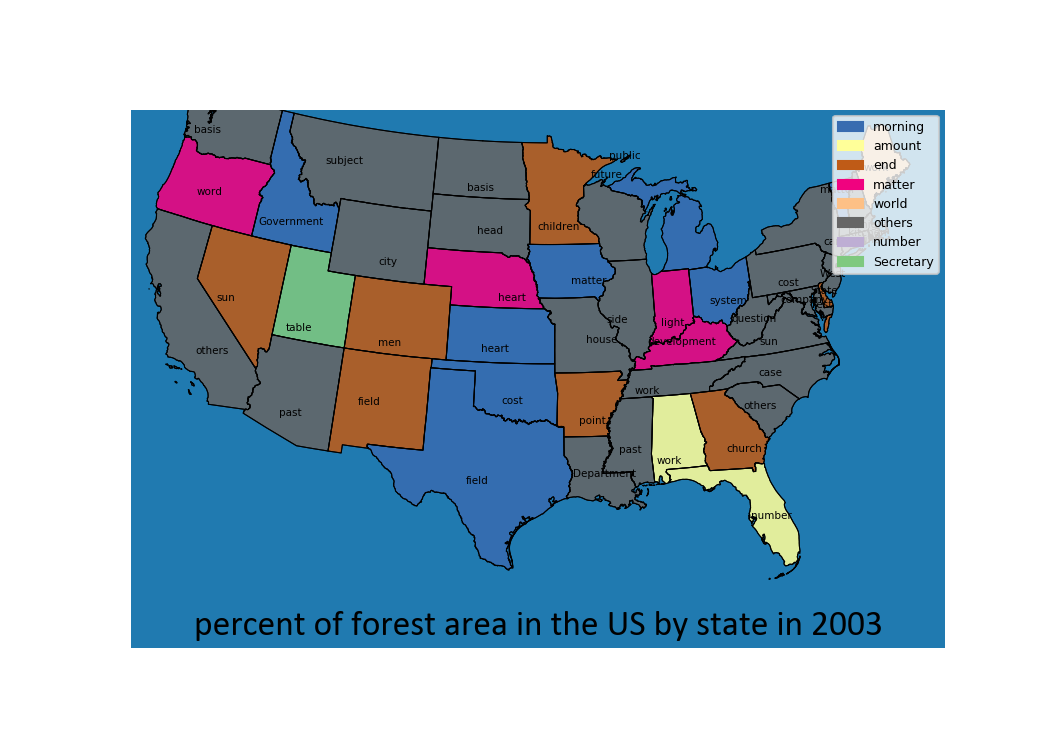 basis
public
subject
future
basis
word
Government
children
head
city
matter
cost
heart
sun
system
side
light
question
table
house
development
sun
men
heart
others
case
work
cost
field
others
past
point
church
past
work
Department
field
number
morning
amount
end
matter
world
others
number
Secretary
percent of forest area in the US by state in 2003